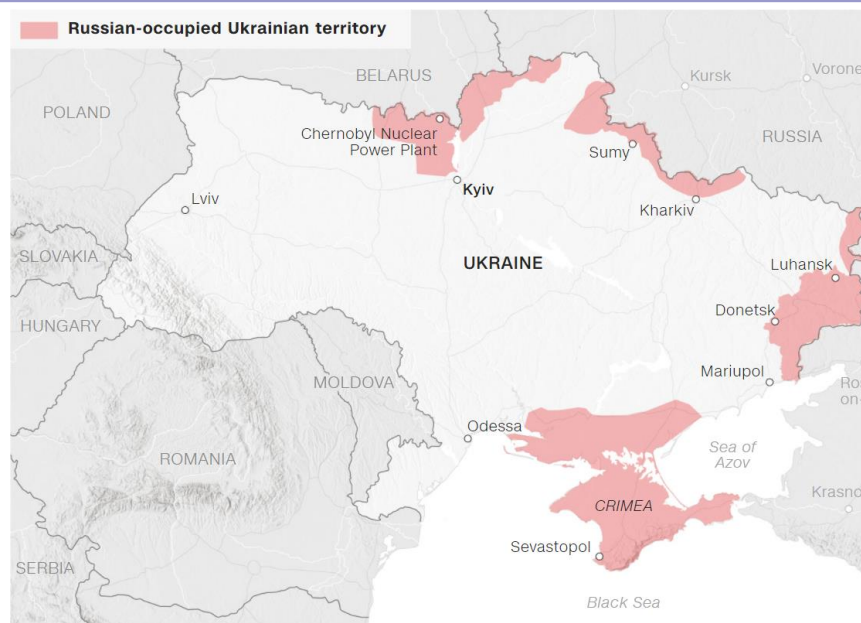 Russian-occupied Ukrainian territory
BELARUS
Kursk
Vorone
POLAND
Chernobyl Nuclear
Power Plant
RUSSIA
Sumy
Kyiv
Lviv
Kharkiv
SLOVAKIA
UKRAINE
Luhansk
HUNGARY
Donetsk
MOLDOVA
Mariupol
Ro
on-
Odessa
Sea of
Azov
ROMANIA
Krasno
CRIMEA
Sevastopol
SERBIA
Black Sea